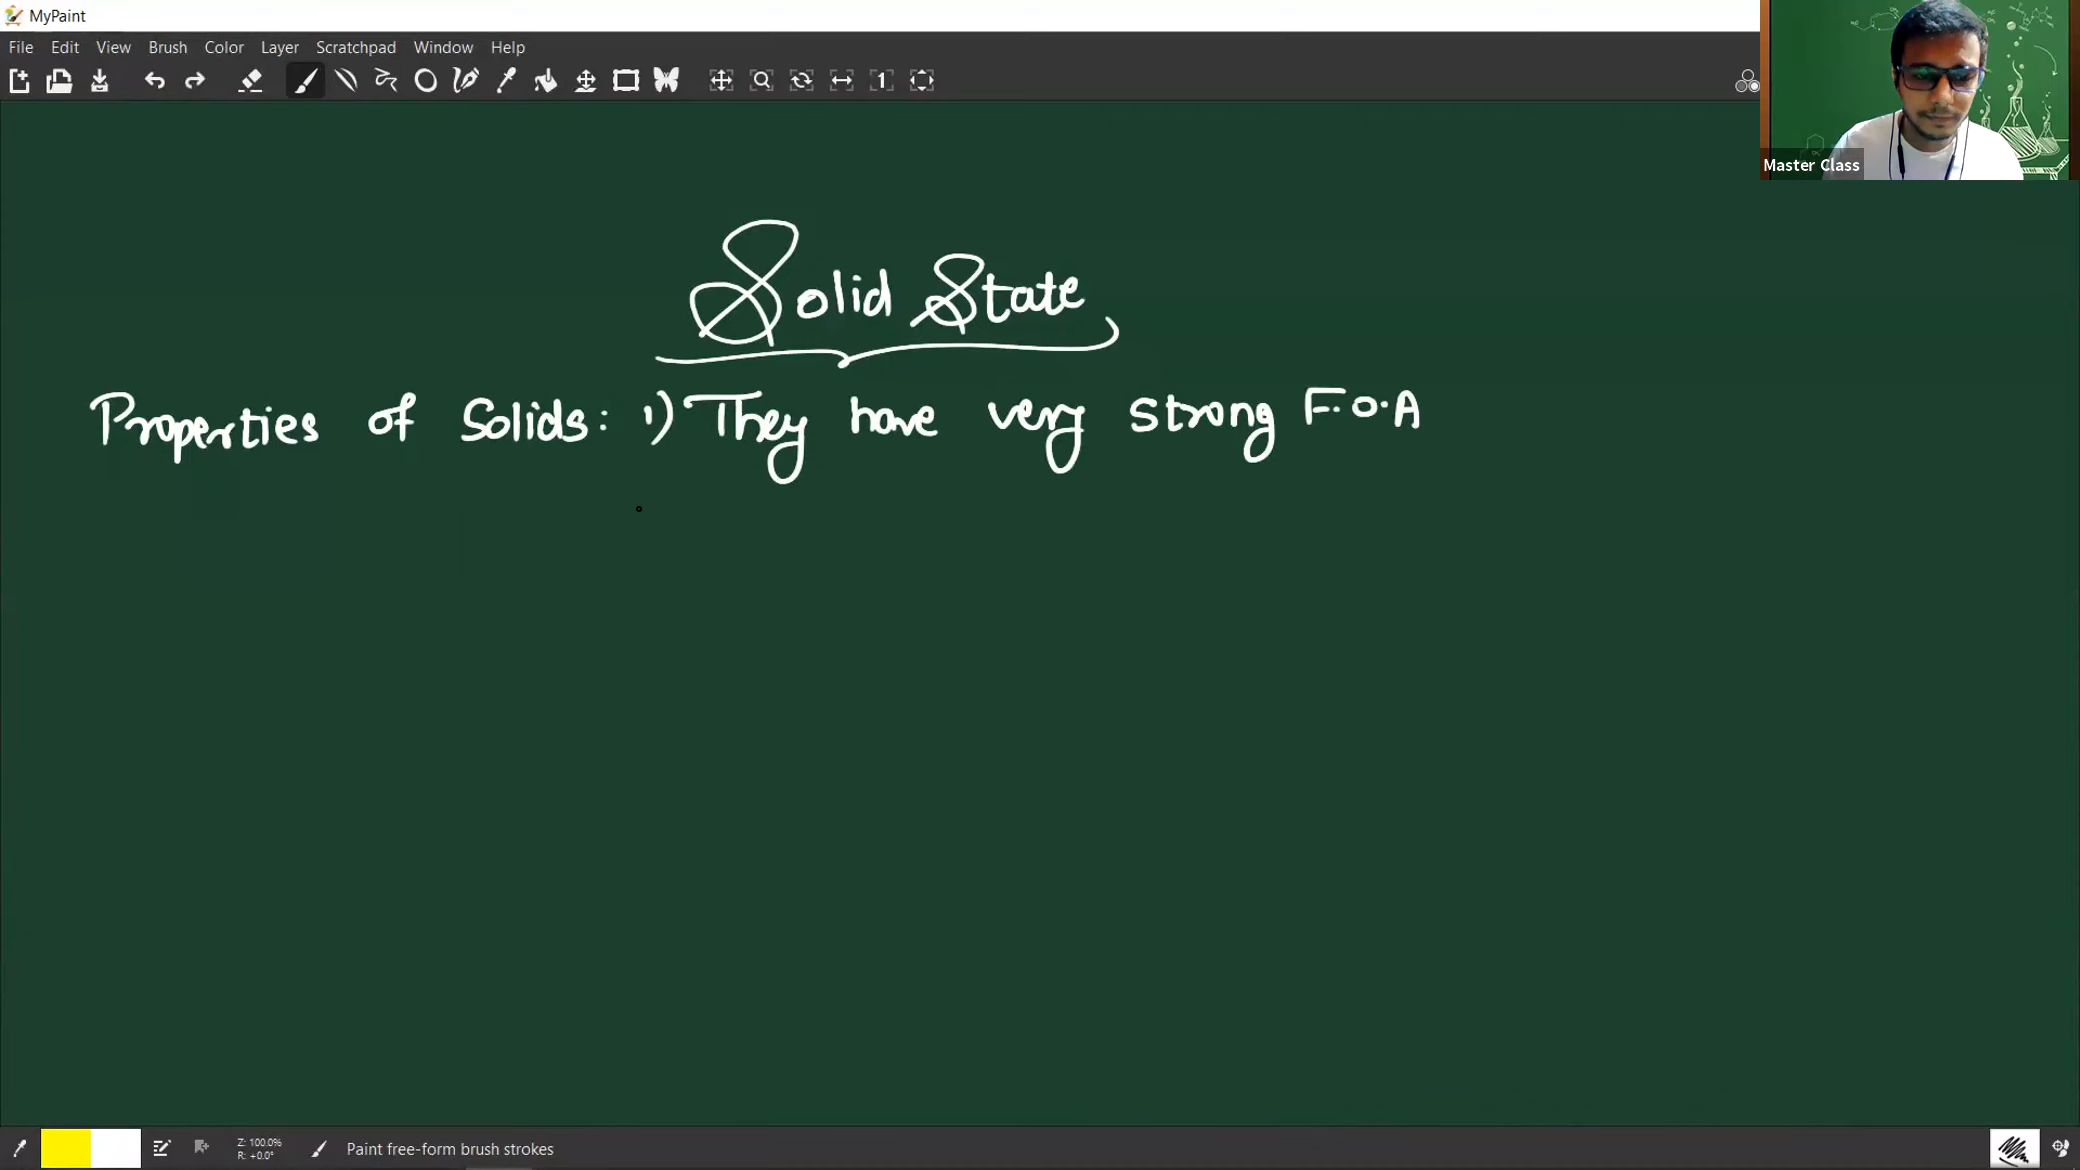 MyPaint
File Edit View Brush Color Layer Scratchpad Window Help
1
Master Class
Solid State
Properties of Solids: 1) They have very strong F.O.A
Z: 100.0%
R: +0.0°
Paint free-form brush strokes